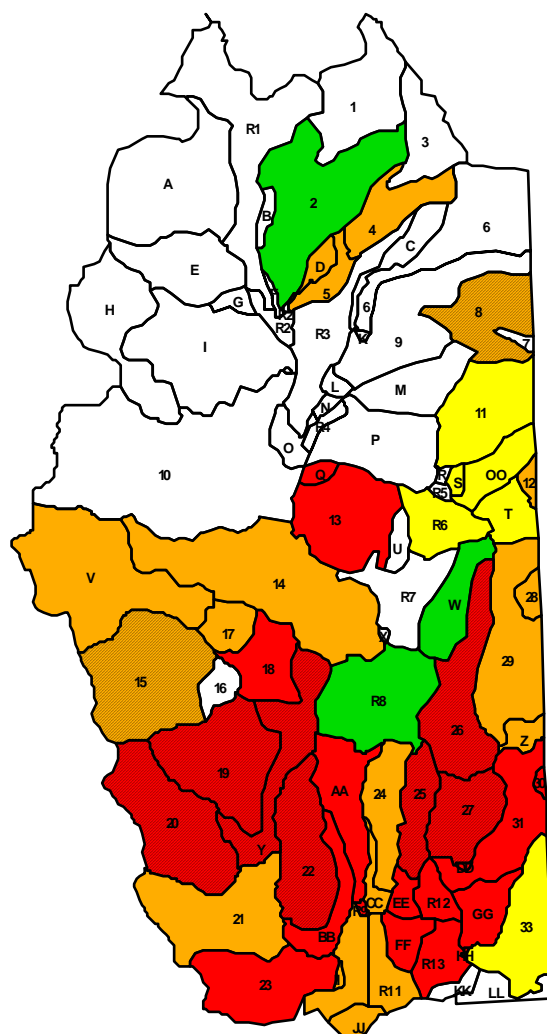 1
R1
3
A
B
2
6
4
C
E
D
H
G
5
6
8
R2
R3
9
7
I
L
M
N
11
R4
O
P
10
R
Q
S
OO
12
R5
13
T
R6
U
V
14
R7
28
W
17
29
18
15
16
R8
26
Z
19
AA
24
25
27
30
31
20
Y
22
DD
EE
R12
CC
GG
21
33
BB
FF
R13
23
R11
KK
LL
JJ